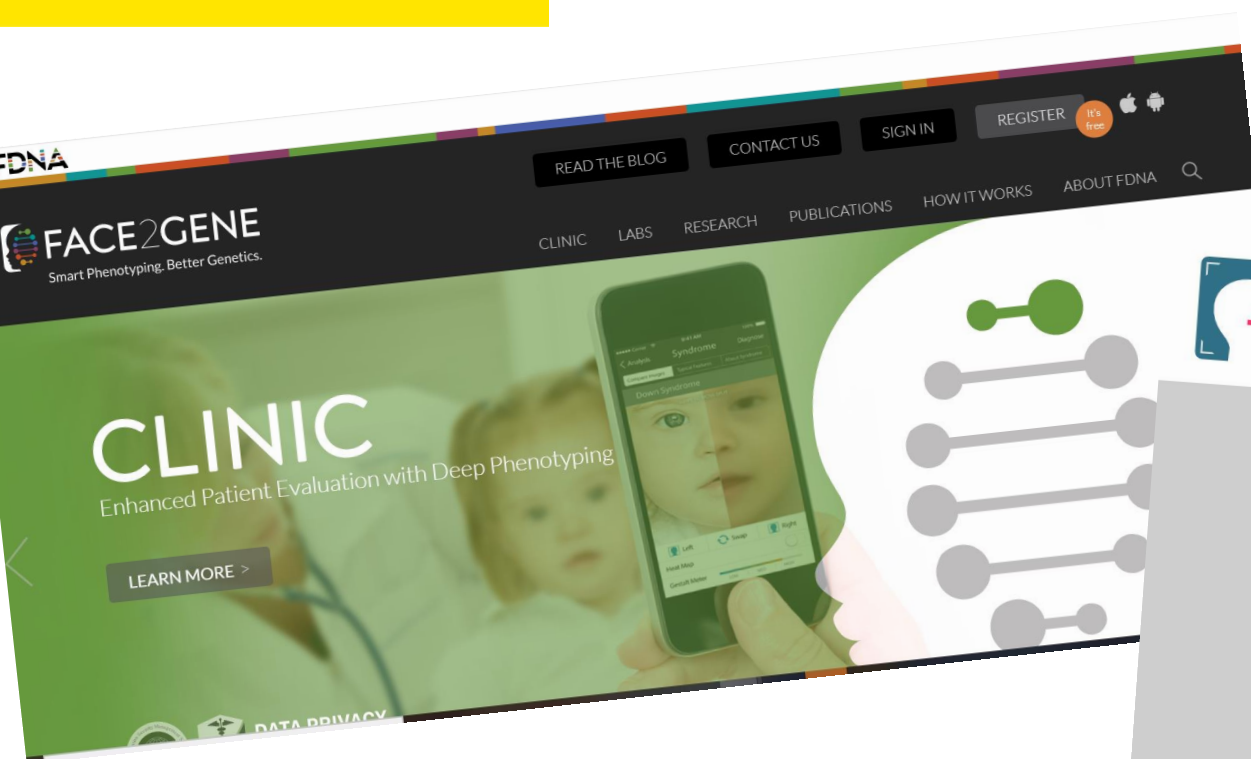 FDNA
READ THE BLOG
CONTACT US
SIGN IN
REGISTER
It's
free
FACE2GENE
Smart Phenotyping. Better Genetics.
CLINIC
LABS
RESEARCH
PUBLICATIONS
HOW IT WORKS
ABOUT FDNA
CLINIC
Enhanced Patient Evaluation with Deep Phenotyping
LEARN MORE >
Analysis
Syndrome
Diagnose
Down Syndrome
Left
Swap
Right
Heat Map
Gestalt Meter
DATA PRIVACY